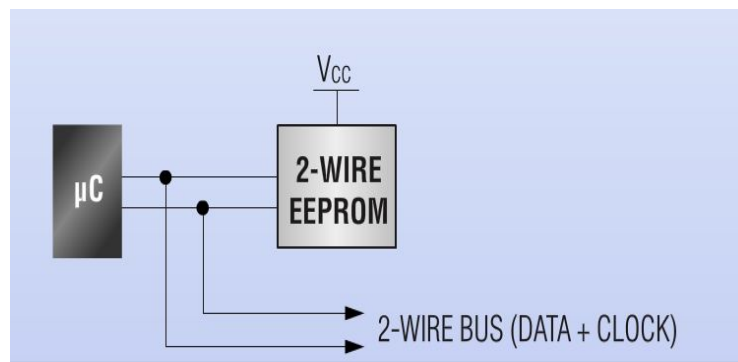 VCC
µC
2-WIRE
EEPROM
2-WIRE BUS (DATA + CLOCK)